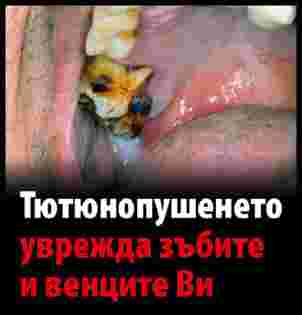 Тютюнопушенето
уврежда зъбите
и венците Ви